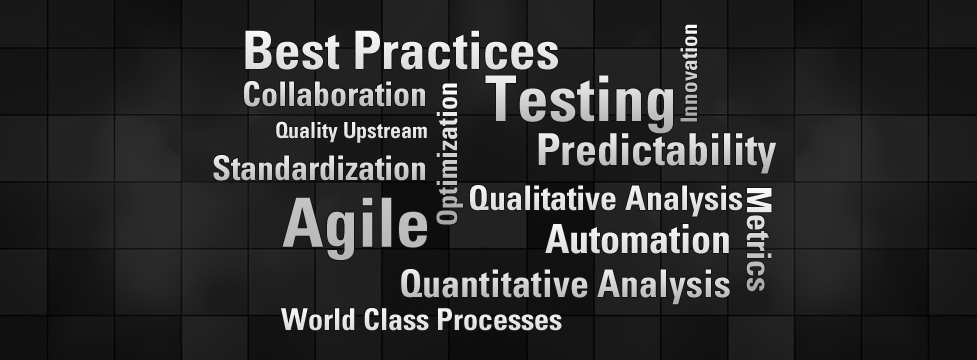 Best Practices
Innovation
Collaboration
Testing
Optimization
Quality Upstream
Predictability
Standardization
Qualitative Analysis
Metrics
Agile
Automation
Quantitative Analysis
World Class Processes